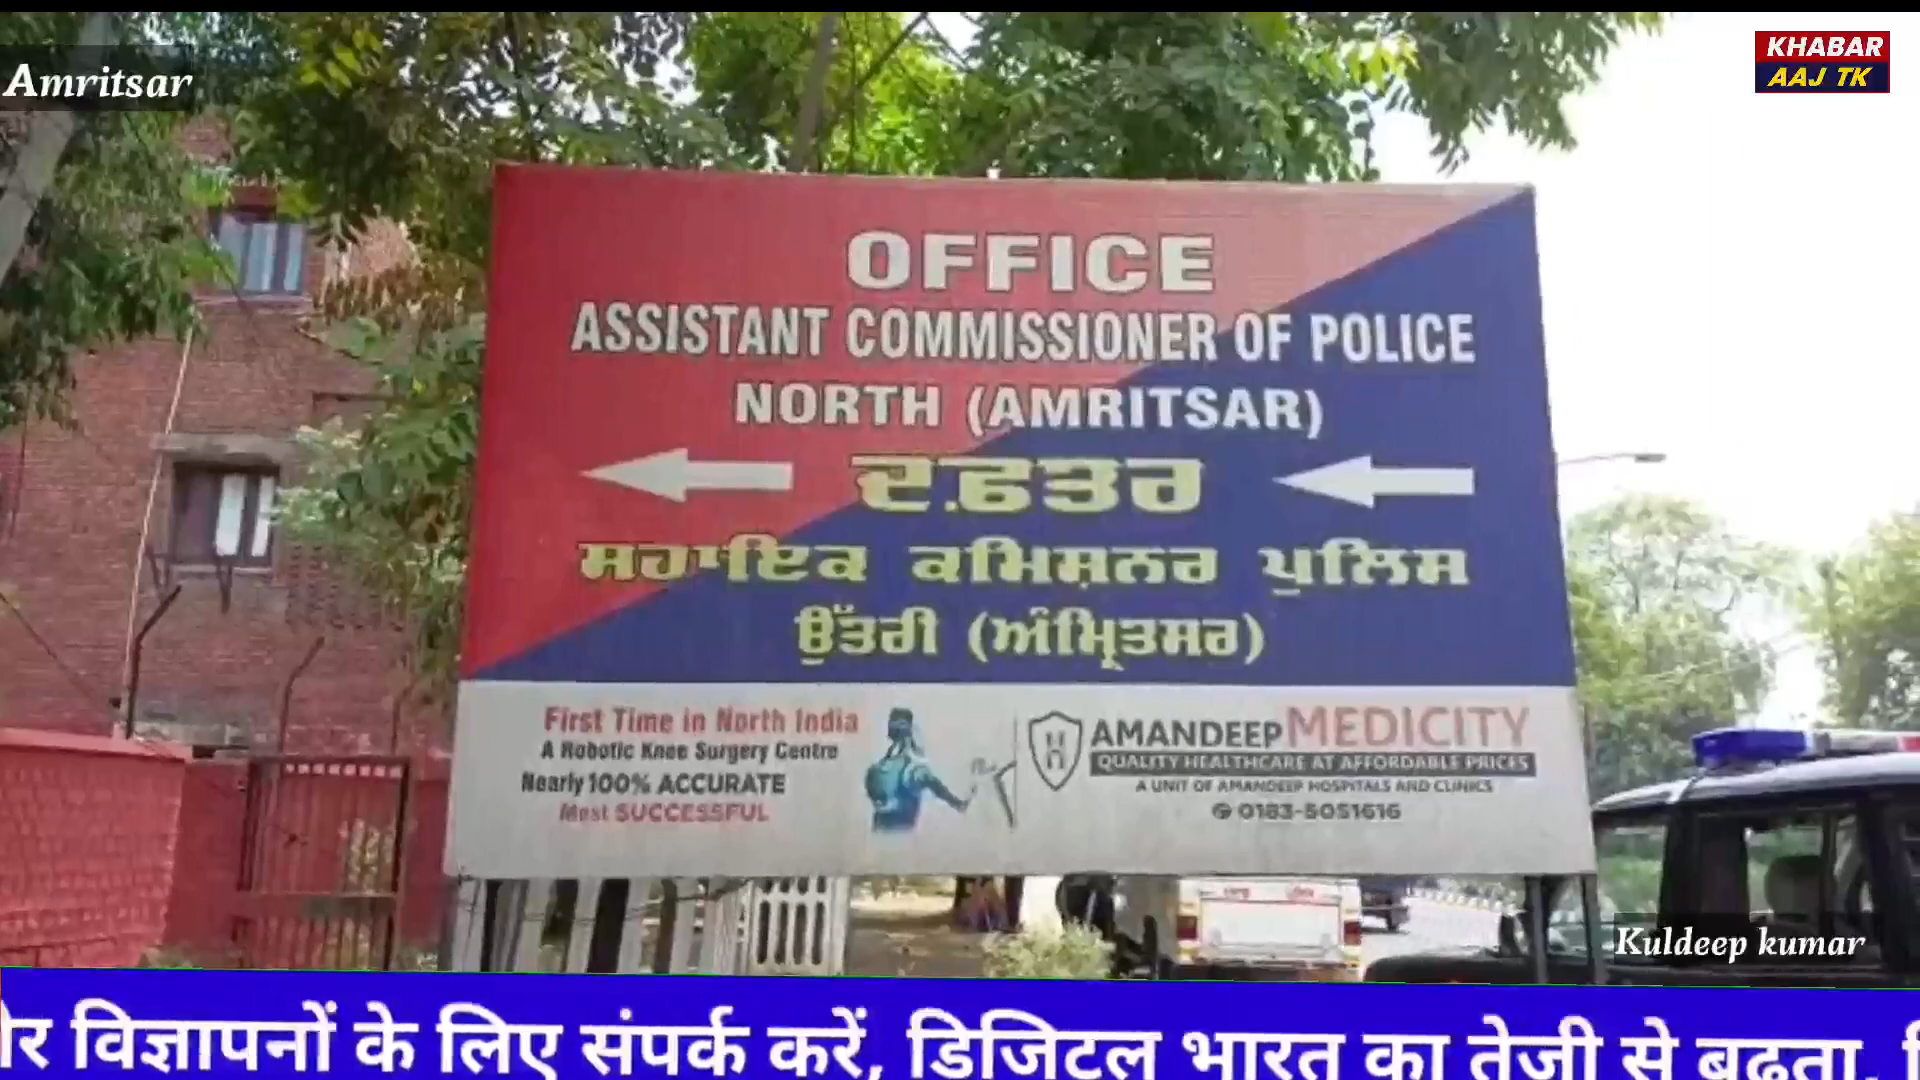 Amritsar
KHABAR
AAJ TK
OFFICE
ASSISTANT COMMISSIONER OF POLICE
NORTH (AMRITSAR)
ਦਫ਼ਤਰ
ਸਹਾਇਕ ਕਮਿਸ਼ਨਰ ਪੁਲਿਸ
ਉੱਤਰੀ (ਅੰਮ੍ਰਿਤਸਰ)
First Time in North India
A Robotic Knee Surgery Centre
Nearly 100% ACCURATE
Most SUCCESSFUL
AMANDEEP MEDICITY
QUALITY HEALTHCARE AT AFFORDABLE PRICES
A UNIT OF AMANDEEP HOSPITALS AND CLINICS
0183-5051616
Kuldeep kumar
विज्ञापनों के लिए संपर्क करें, डिजिटल भारत का तेजी से बढता,